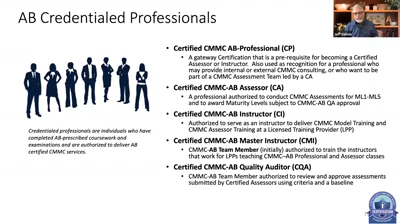 AB Credentialed Professionals
• Certified CMMC AB-Professional (CP)
• A gateway Certification that is a pre-requisite for becoming a Certified
Assessor or Instructor. Also used as recognition for a professional who
may provide internal or external CMMC consulting, or who want to be
part of a CMMC Assessment Team led by a CA
• Certified CMMC-AB Assessor (CA)
• A professional authorized to conduct CMMC Assessments for ML1-ML5
and to award Maturity Levels subject to CMMC-AB QA approval
• Certified CMMC-AB Instructor (CI)
• Authorized to serve as an instructor to deliver CMMC Model Training and
CMMC Assessor Training at a Licensed Training Provider (LPP)
• Certified CMMC-AB Master Instructor (CMI)
• CMMC-AB Team Member (initially) authorized to train the instructors
that work for LPPs teaching CMMC–AB Professional and Assessor classes
• Certified CMMC-AB Quality Auditor (CQA)
• CMMC-AB Team Member authorized to review and approve assessments
submitted by Certified Assessors using criteria and a baseline
Credentialed professionals are individuals who have
completed AB-prescribed coursework and
examinations and are authorized to deliver AB
certified CMMC services.